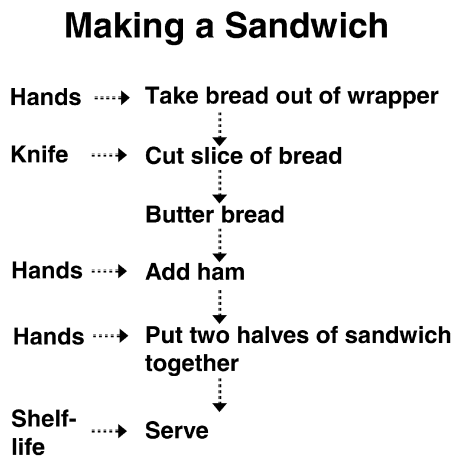 Making a Sandwich
Hands Take bread out of wrapper
Knife Cut slice of bread
Butter bread
Hands Add ham
Hands Put two halves of sandwich
together
Shelf-
life Serve